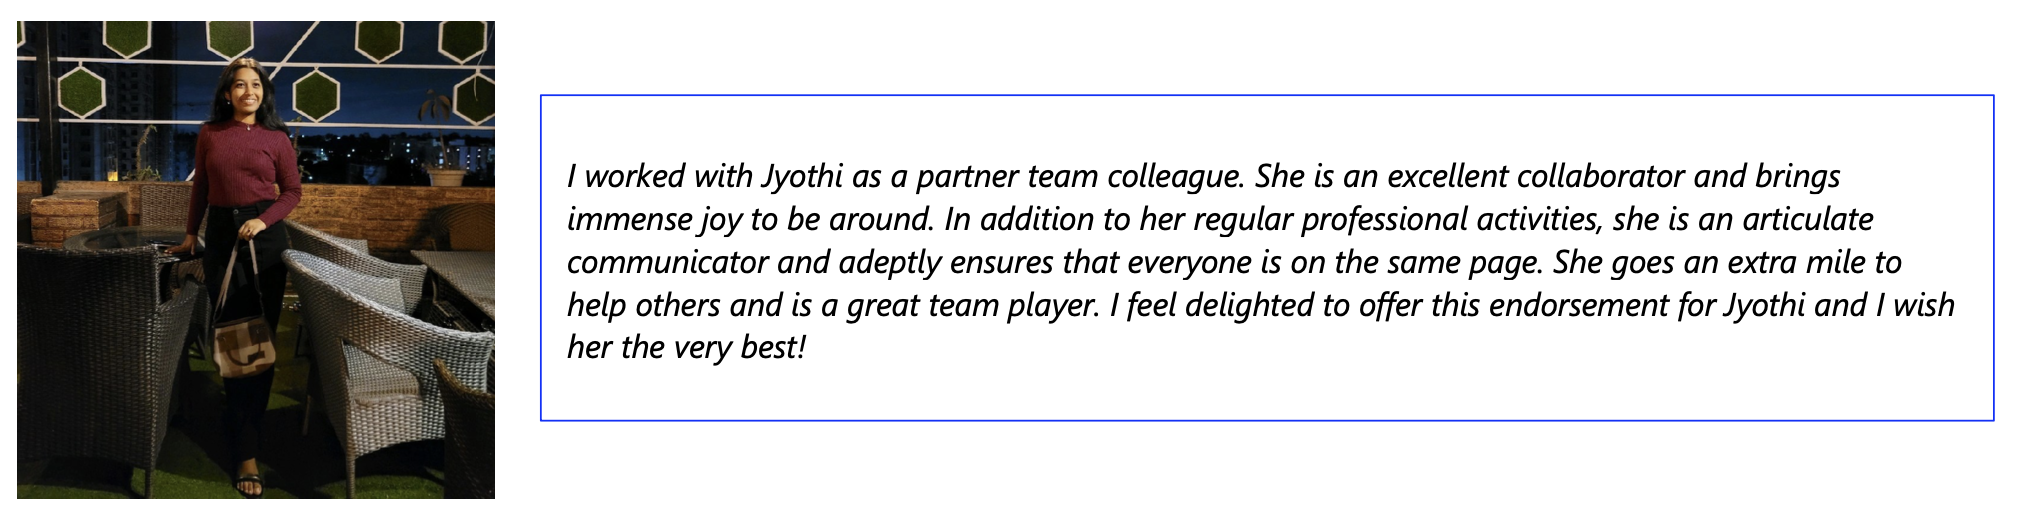 I worked with Jyothi as a partner team colleague. She is an excellent collaborator and brings
immense joy to be around. In addition to her regular professional activities, she is an articulate
communicator and adeptly ensures that everyone is on the same page. She goes an extra mile to
help others and is a great team player. I feel delighted to offer this endorsement for Jyothi and I wish
her the very best!